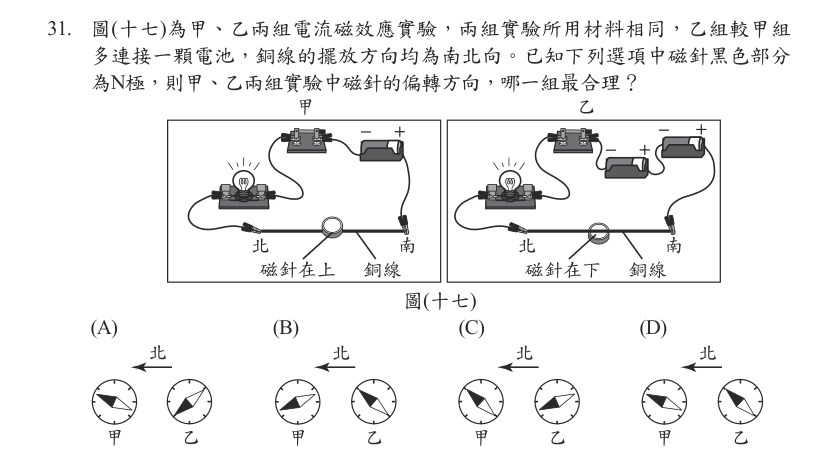 31. 圖(十七)為甲、乙兩組電流磁效應實驗，兩組實驗所用材料相同，乙組較甲組
多連接一顆電池，銅線的擺放方向均為南北向。已知下列選項中磁針黑色部分
為N極，則甲、乙兩組實驗中磁針的偏轉方向，哪一組最合理？
甲 乙
− + − + − +
北 南 北 南
磁針在上 銅線 磁針在下 銅線
圖(十七)
(A) (B) (C) (D)
北 北 北 北
甲 乙 甲 乙 甲 乙 甲 乙